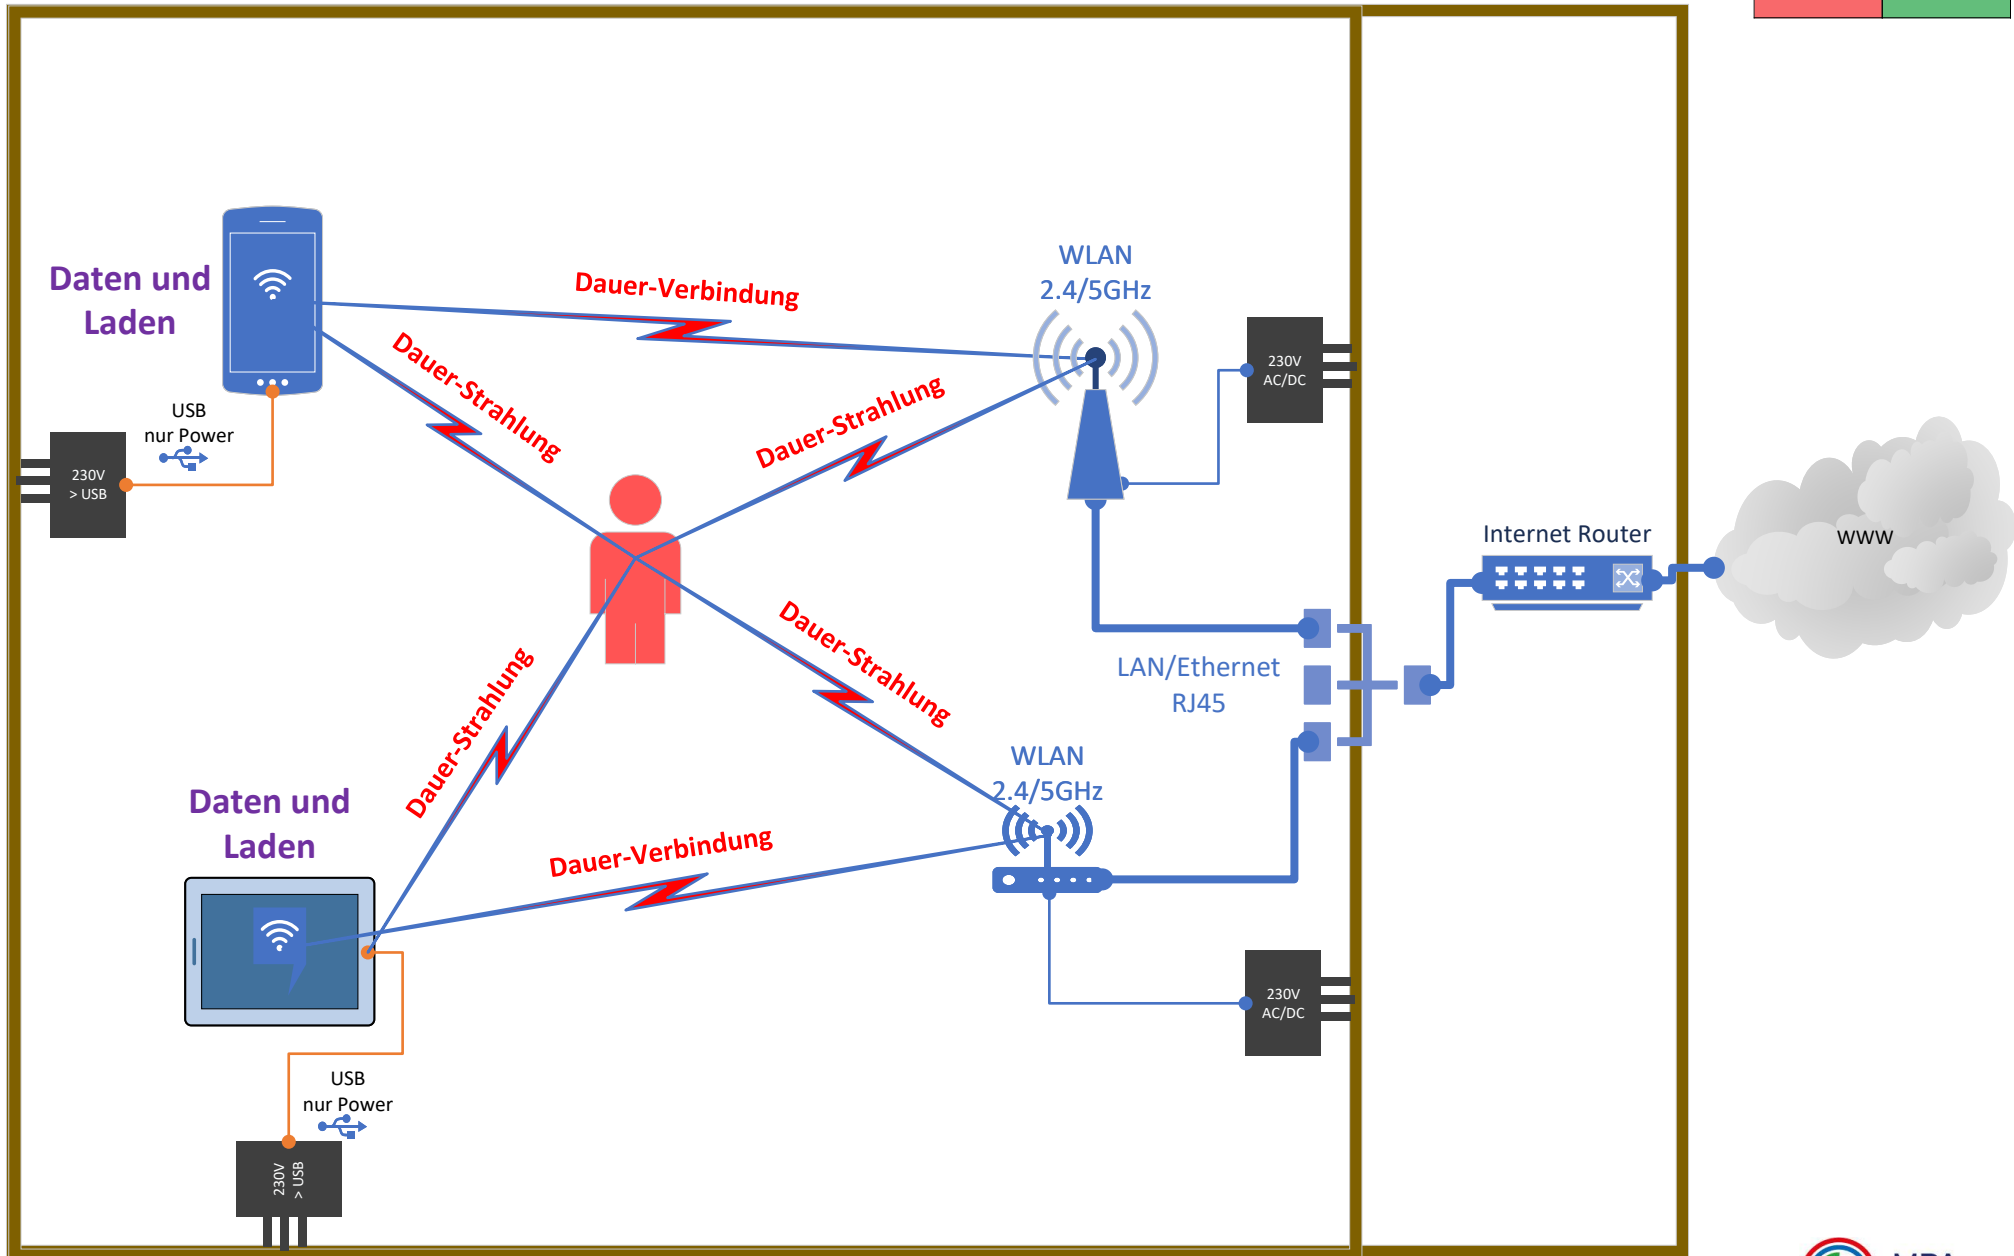 Daten und
Laden
USB
nur Power
230V
> USB
Dauer-Verbindung
Dauer-Strahlung
Dauer-Strahlung
WLAN
2.4/5GHz
230V
AC/DC
Internet Router
WWW
LAN/Ethernet
RJ45
Dauer-Strahlung
Dauer-Strahlung
WLAN
2.4/5GHz
Daten und
Laden
Dauer-Verbindung
230V
AC/DC
USB
nur Power
230V
> USB